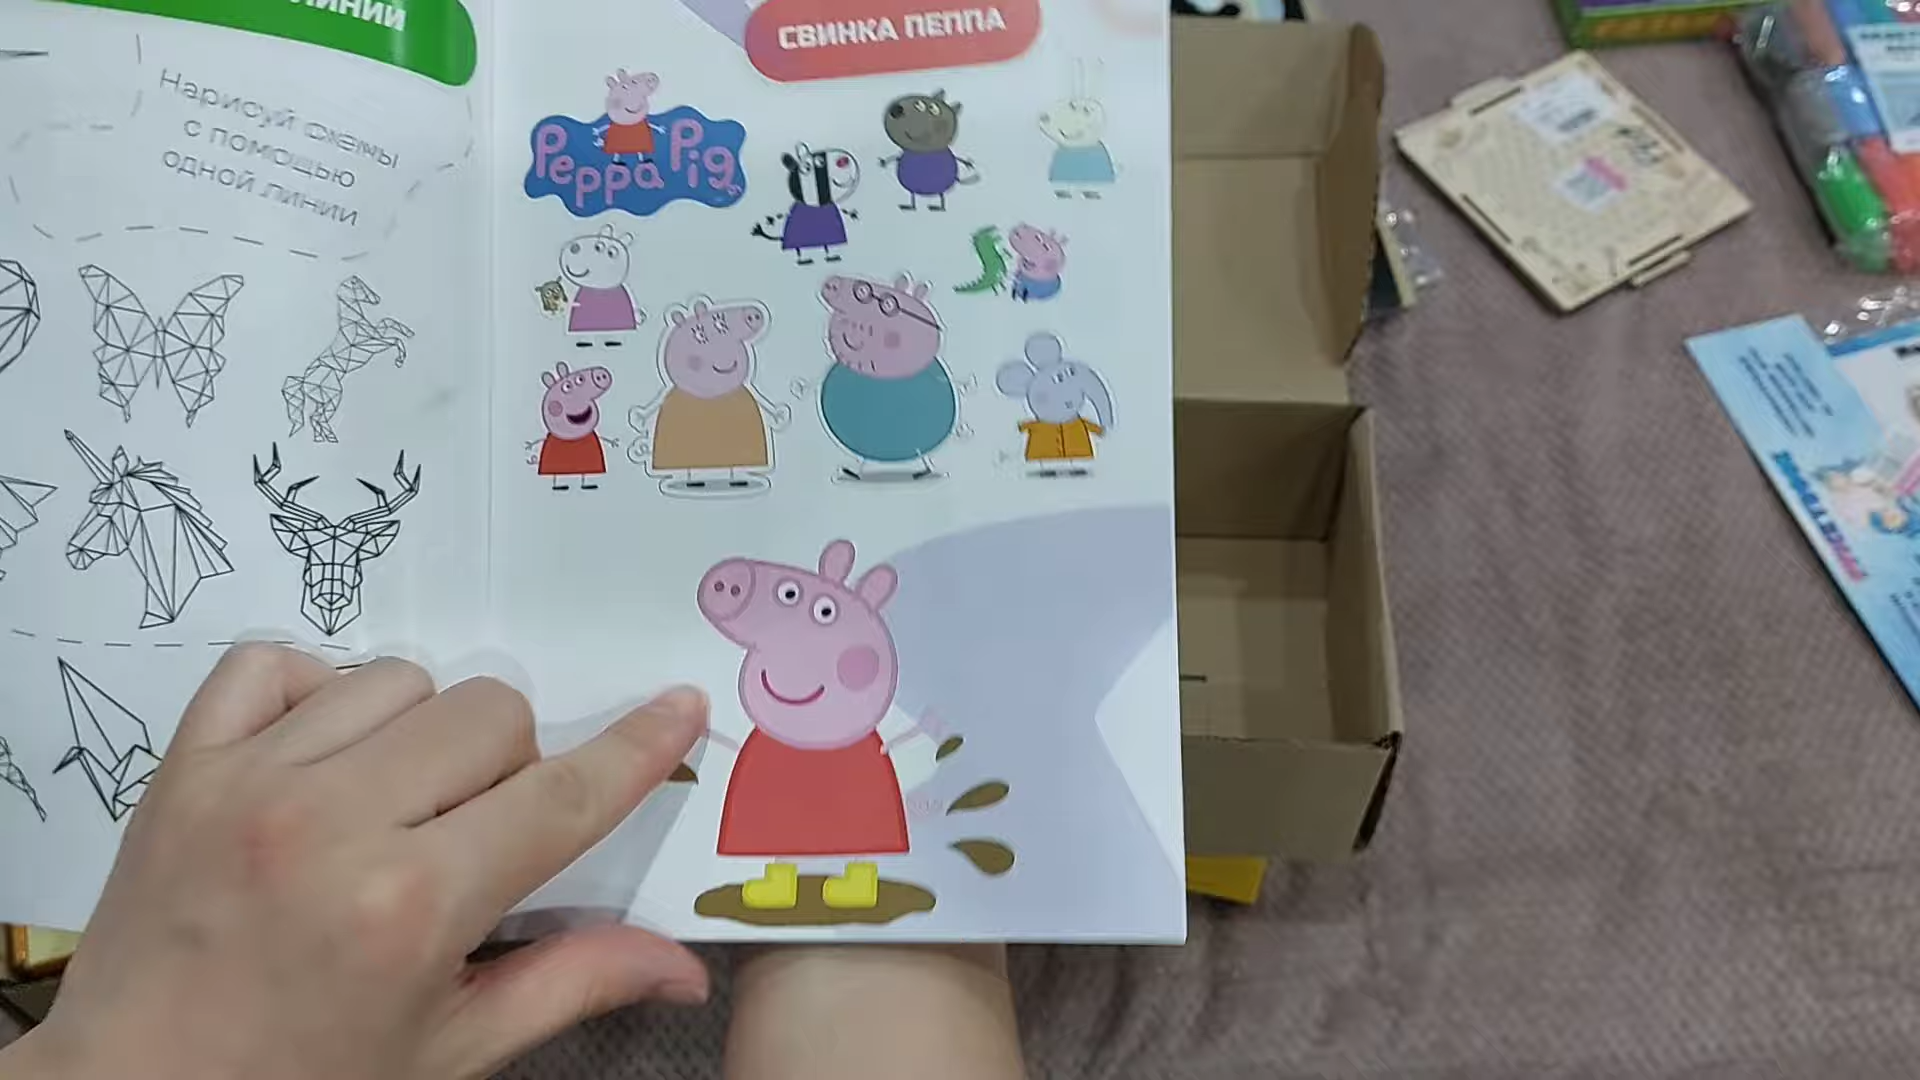 ЛИНИИ
Нарисуй схемы
с помощью
одной линии
СВИНКА ПЕППА
Peppa Pig